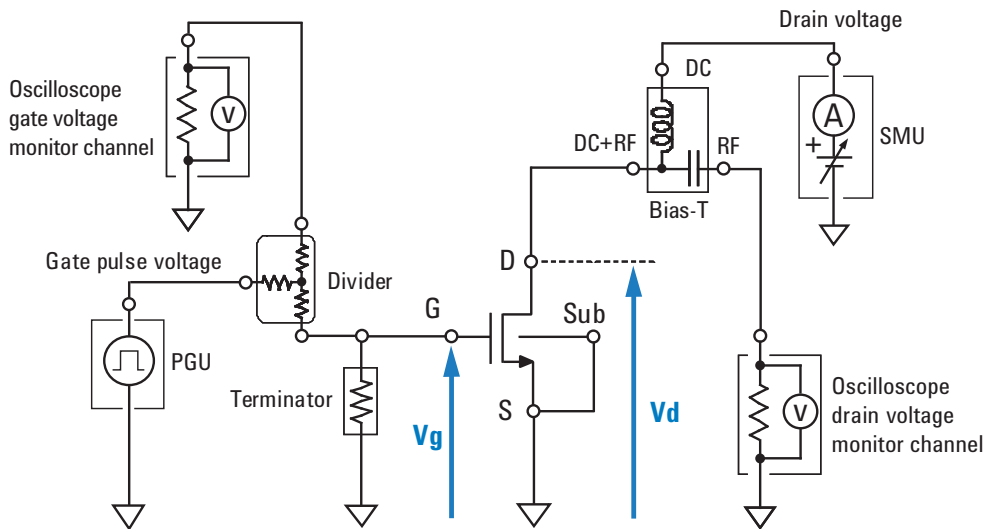 Drain voltage
Oscilloscope
gate voltage
monitor channel
V
DC
A
+
SMU
DC+RF
RF
Bias-T
Gate pulse voltage
Divider
D
G
Sub
PGU
Terminator
S
Vg
Vd
V
Oscilloscope
drain voltage
monitor channel